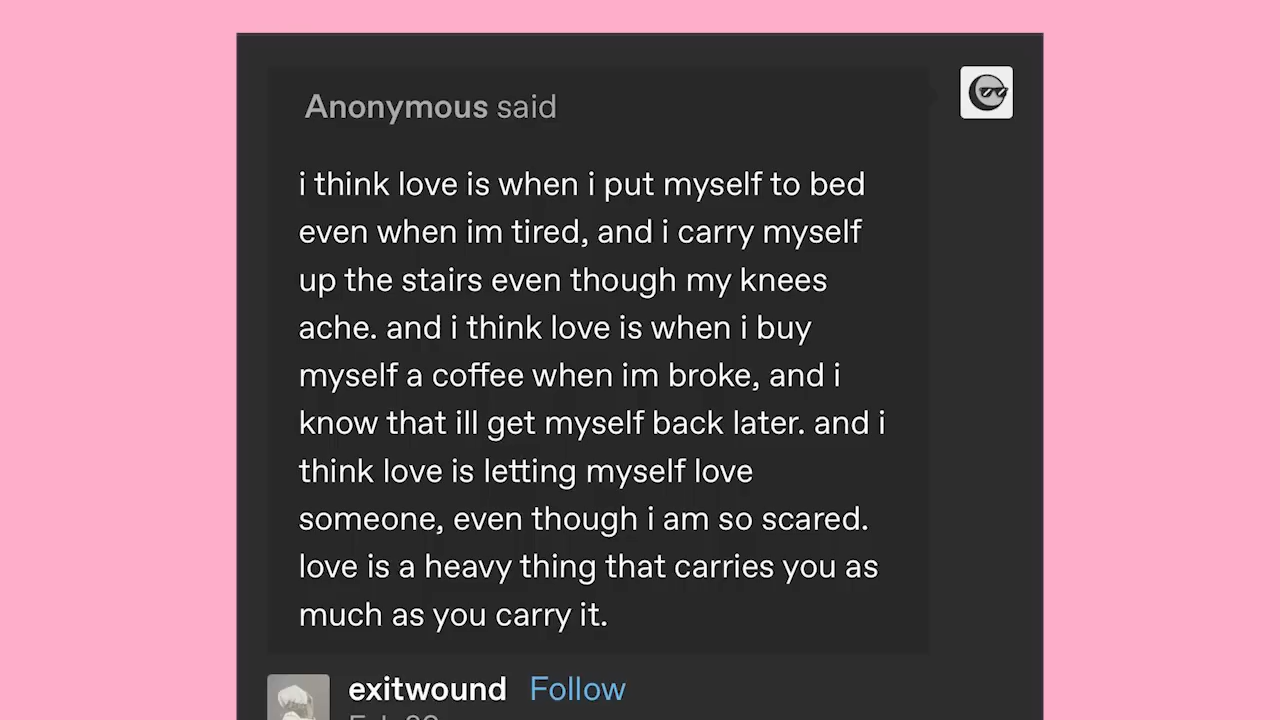 Anonymous said
i think love is when i put myself to bed
even when im tired, and i carry myself
up the stairs even though my knees
ache. and i think love is when i buy
myself a coffee when im broke, and i
know that ill get myself back later. and i
think love is letting myself love
someone, even though i am so scared.
love is a heavy thing that carries you as
much as you carry it.
exitwound Follow